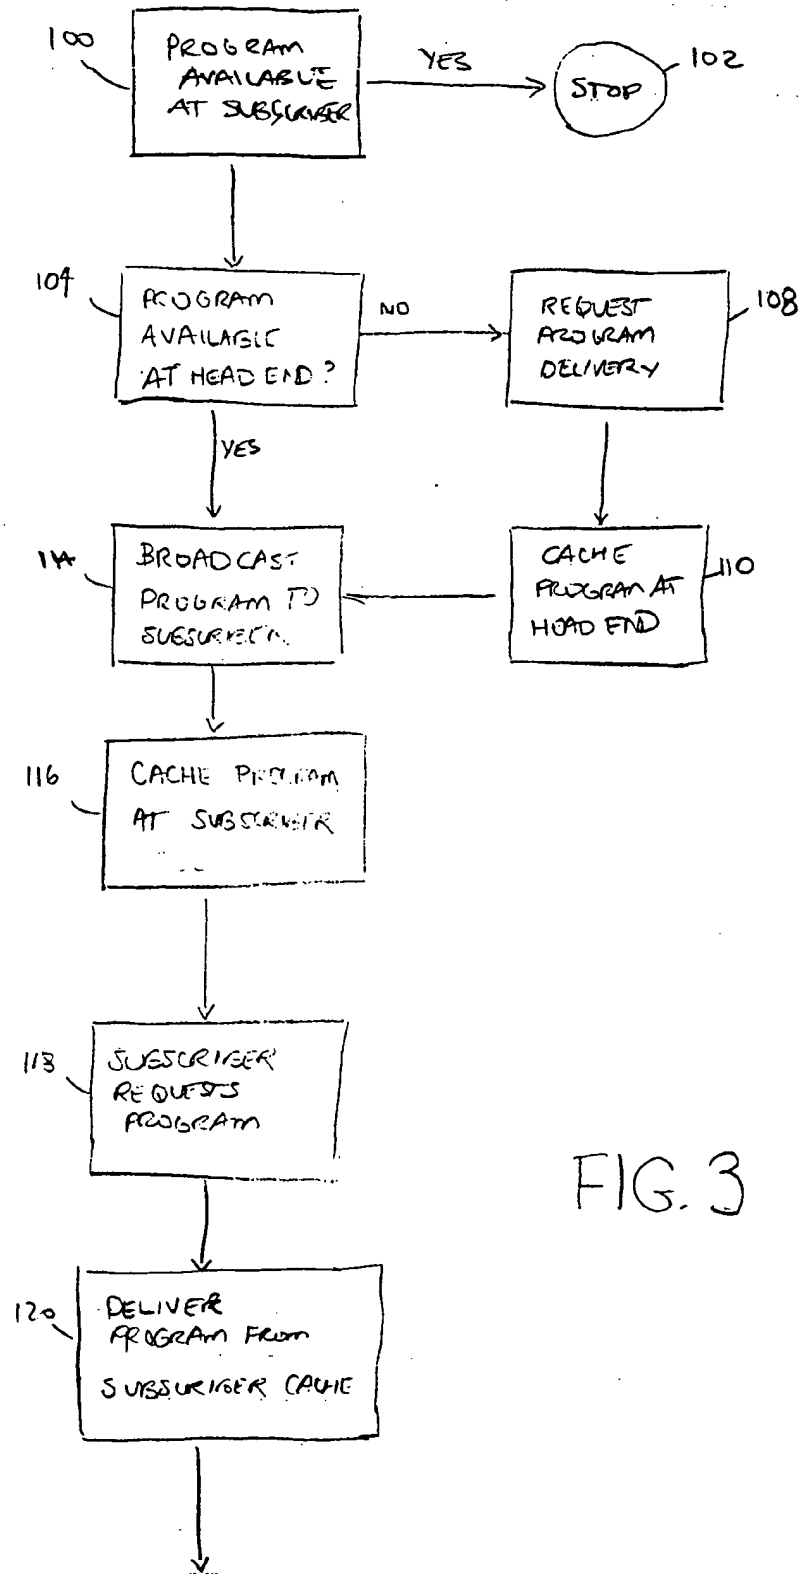 100
PROGRAM
AVAILABLE
AT SUBSCRIBER
YES
STOP
102
104
PROGRAM
AVAILABLE
AT HEAD END?
NO
REQUEST
PROGRAM
DELIVERY
108
YES
114
BROADCAST
PROGRAM TO
SUBSCRIBER
CACHE
PROGRAM AT
HEAD END
110
116
CACHE PROGRAM
AT SUBSCRIBER
118
SUBSCRIBER
REQUESTS
PROGRAM
FIG. 3
120
DELIVER
PROGRAM FROM
SUBSCRIBER CACHE